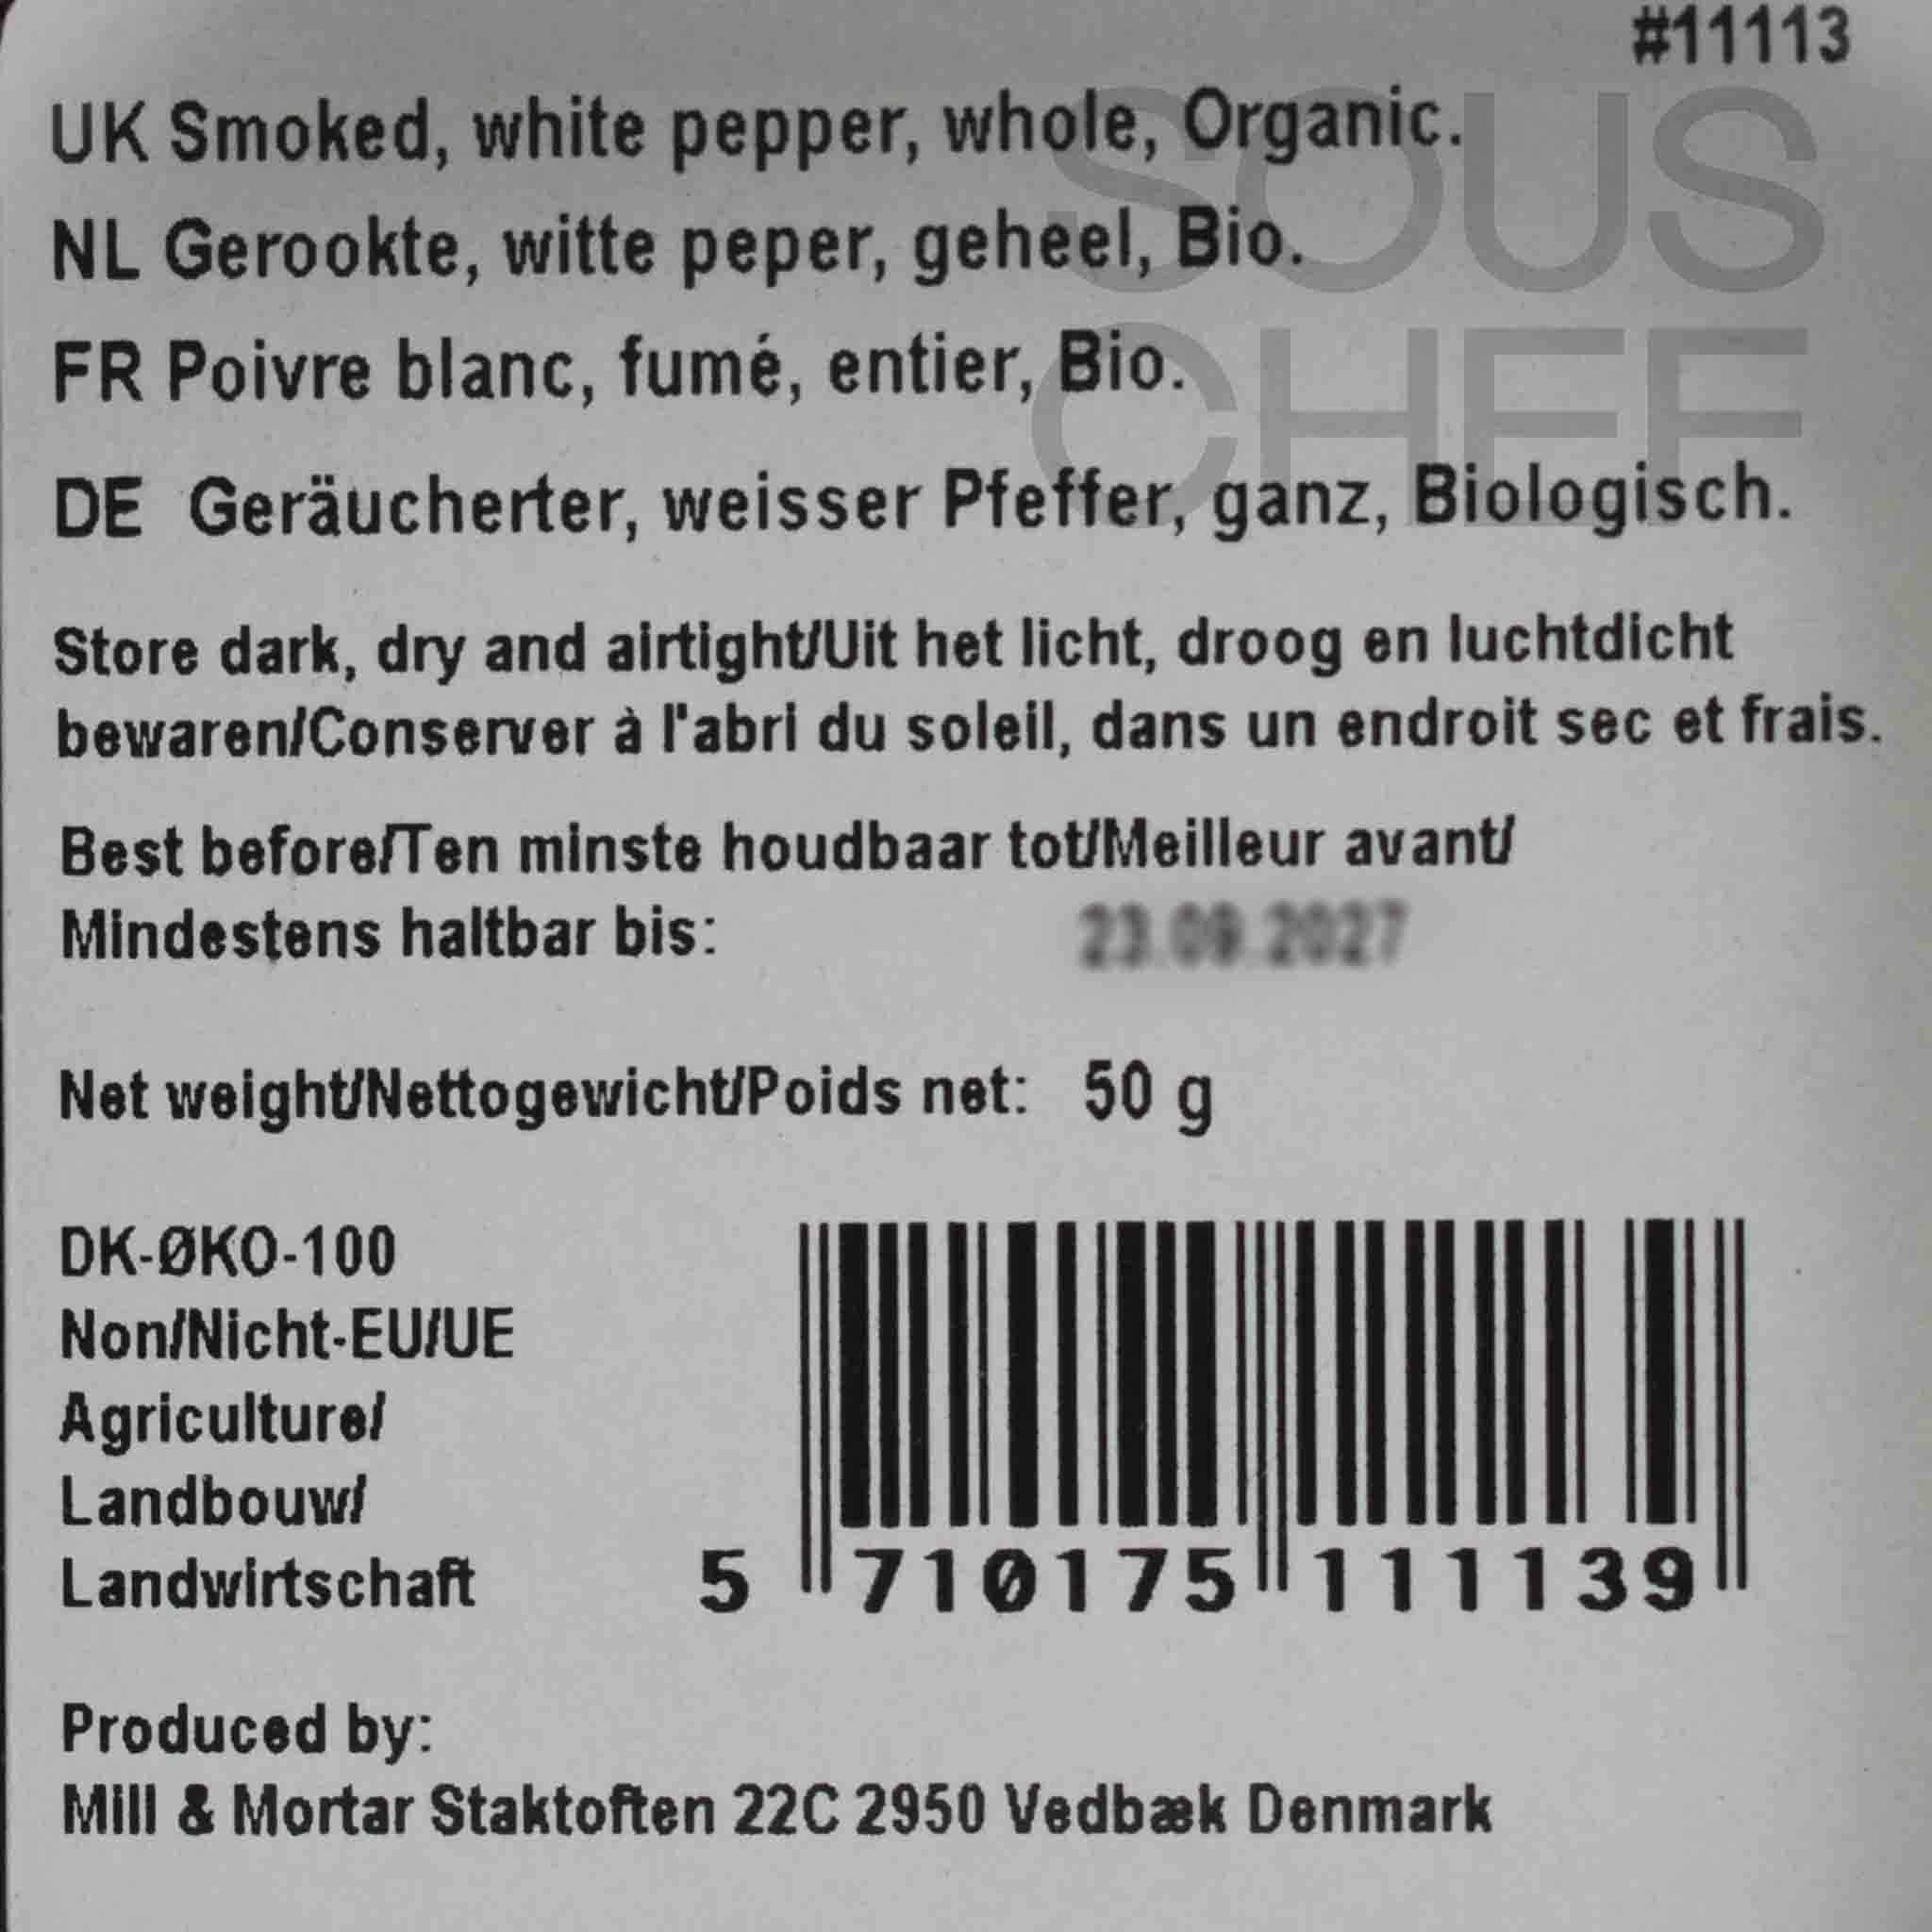 #11113
SOUS
CHEF
UK Smoked, white pepper, whole, Organic.
NL Gerookte, witte peper, geheel, Bio.
FR Poivre blanc, fumé, entier, Bio.
DE Geräucherter, weisser Pfeffer, ganz, Biologisch.
Store dark, dry and airtight/Uit het licht, droog en luchtdicht
bewaren/Conserver à l'abri du soleil, dans un endroit sec et frais.
Best before/Ten minste houdbaar tot/Meilleur avant/
Mindestens haltbar bis:
Net weight/Nettogewicht/Poids net: 50 g
DK-ØKO-100
Non/Nicht-EU/UE
Agriculture/
Landbouw/
Landwirtschaft
5 710175 111139
Produced by:
Mill & Mortar Staktoften 22C 2950 Vedbæk Denmark